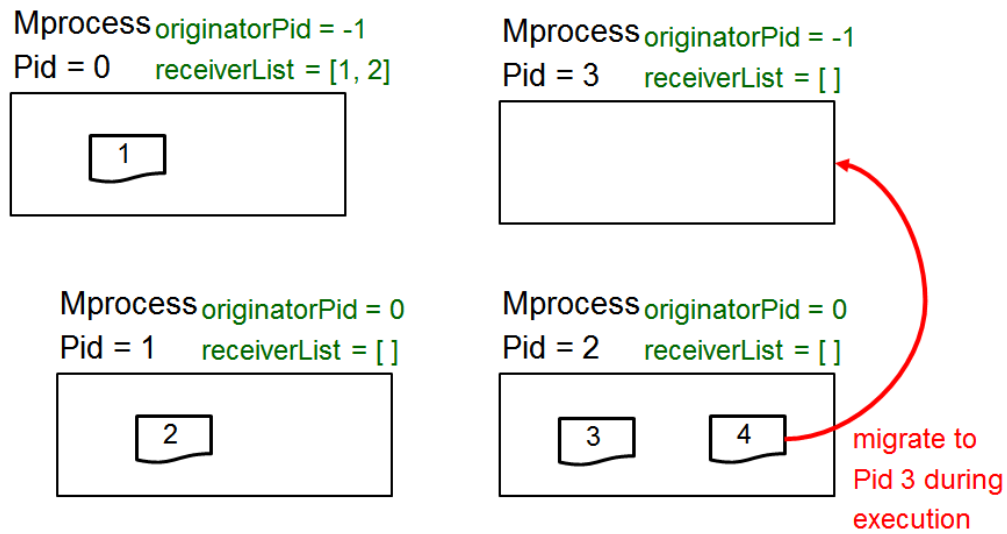 Mprocess originatorPid = -1
Pid = 0 receiverList = [1, 2]
1
Mprocess originatorPid = -1
Pid = 3 receiverList = [ ]
Mprocess originatorPid = 0
Pid = 1 receiverList = [ ]
2
Mprocess originatorPid = 0
Pid = 2 receiverList = [ ]
3 4
migrate to
Pid 3 during
execution